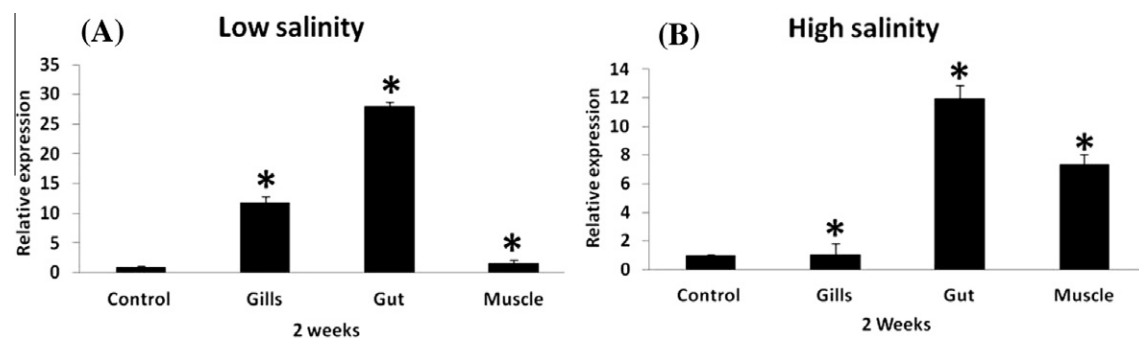 (A) Low salinity
35
30
25
20
15
10
5
0
Relative expression
* * *
Control Gills Gut Muscle
2 weeks
(B) High salinity
14
12
10
8
6
4
2
0
Relative expression
* * *
Control Gills Gut Muscle
2 Weeks